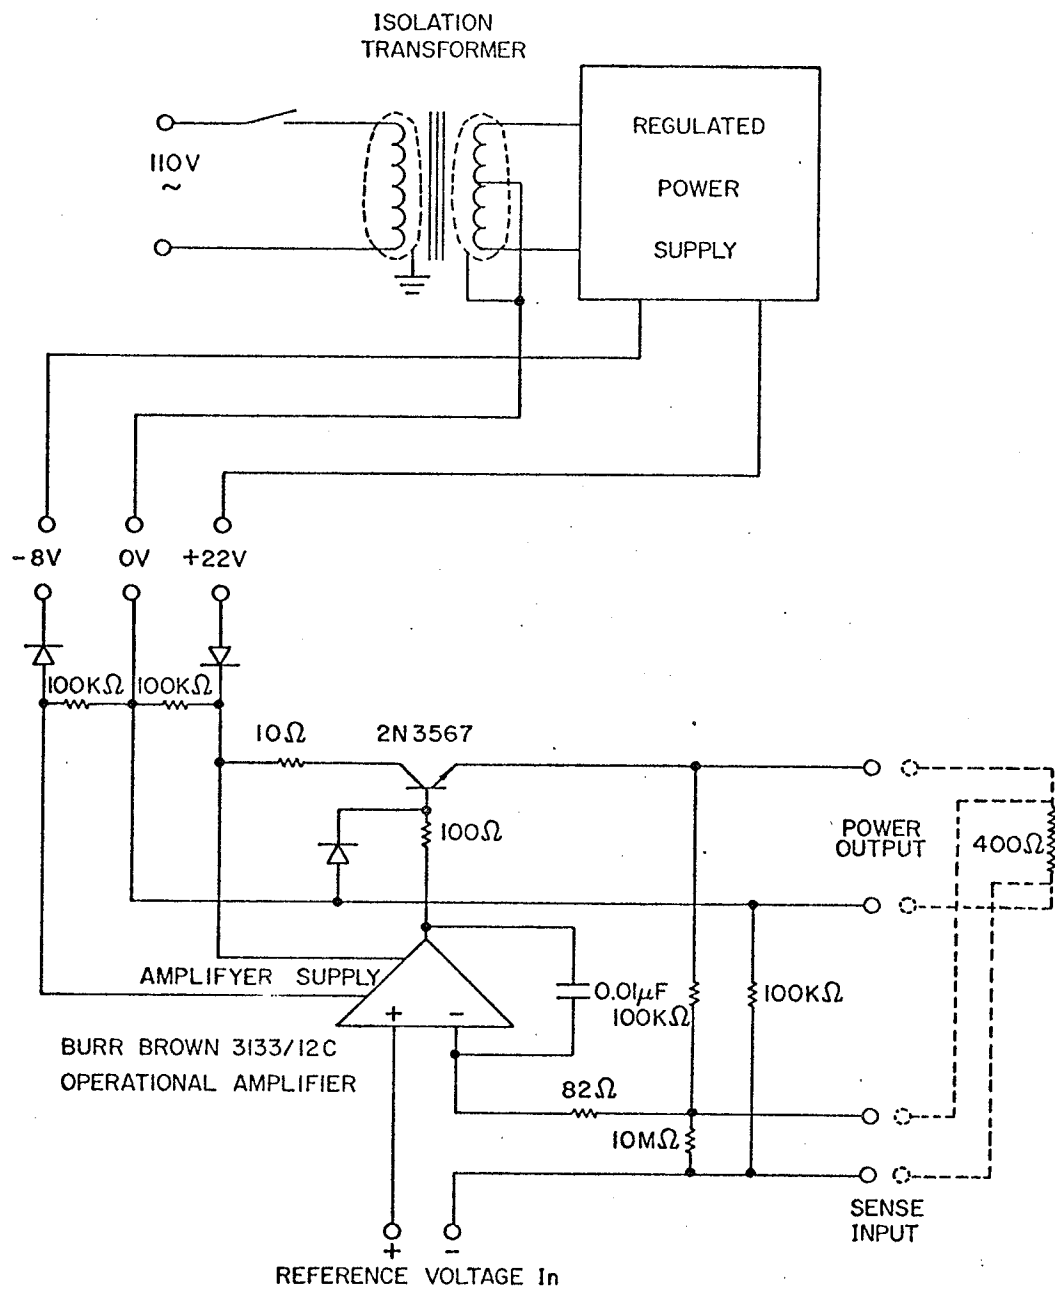 ISOLATION
TRANSFORMER
REGULATED
POWER
SUPPLY
110V
~
-8V 0V +22V
100KΩ 100KΩ
10Ω 2N3567
100Ω
POWER
OUTPUT
400Ω
AMPLIFYER SUPPLY
+ -
0.01μF
100KΩ
100KΩ
BURR BROWN 3133/12C
OPERATIONAL AMPLIFIER
82Ω
10MΩ
SENSE
INPUT
+ -
REFERENCE VOLTAGE In